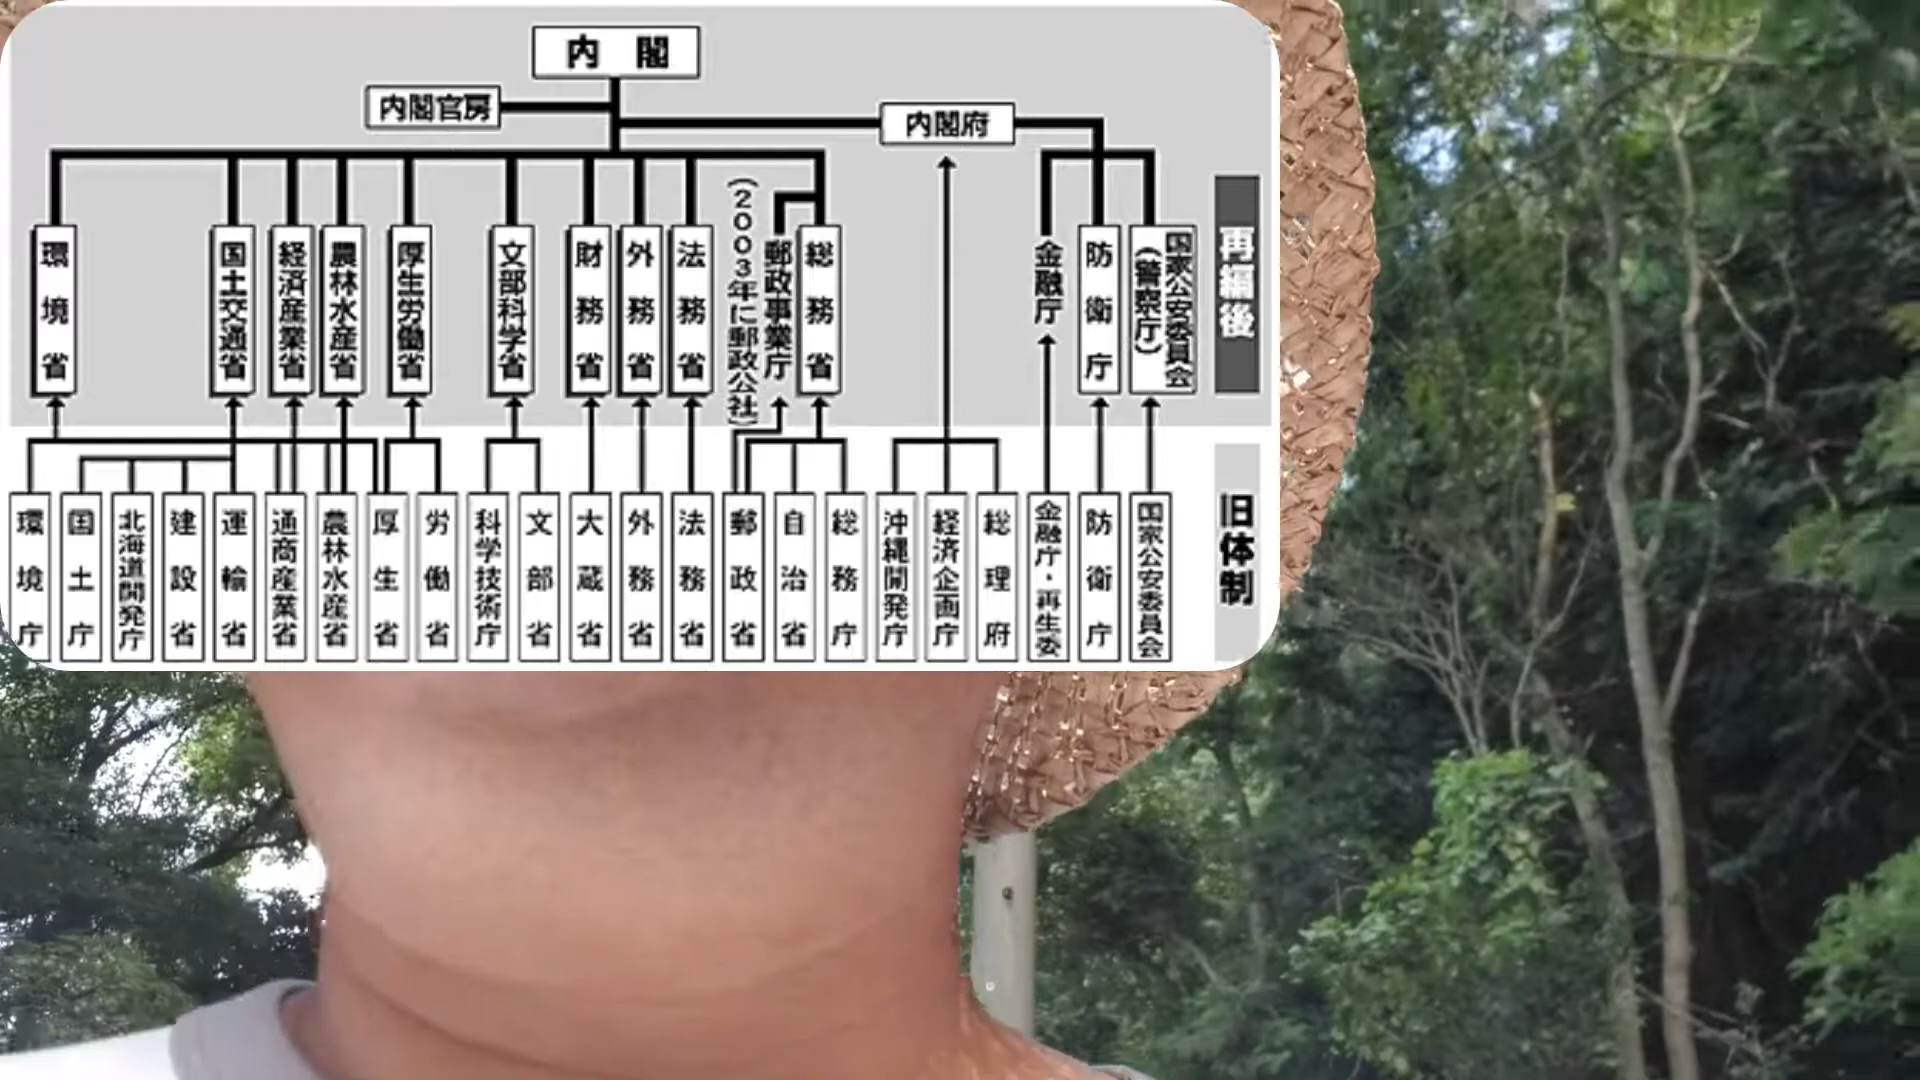 内閣
内閣官房
内閣府
環境省
国土交通省
経済産業省
農林水産省
厚生労働省
文部科学省
財務省
外務省
法務省
(2003年に郵政公社)
郵政事業庁
総務省
金融庁
防衛庁
国家公安委員会
(警察庁)
再編後
環境庁
国土庁
北海道開発庁
建設省
運輸省
通商産業省
農林水産省
厚生省
労働省
科学技術庁
文部省
大蔵省
外務省
法務省
郵政省
自治省
総務庁
沖縄開発庁
経済企画庁
総理府
金融庁・再生委
防衛庁
国家公安委員会
旧体制